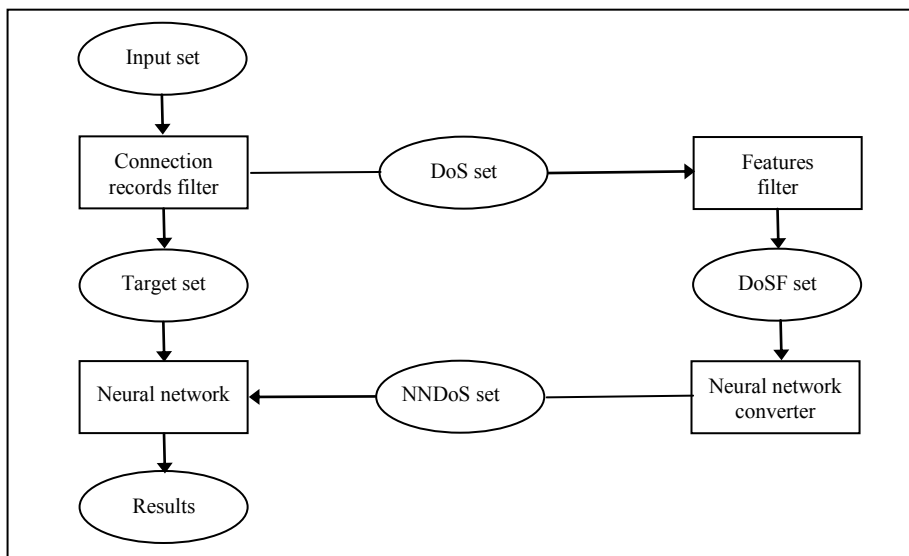 Input set
Connection
records filter
DoS set
Features
filter
Target set
DoSF set
Neural network
NNDoS set
Neural network
converter
Results